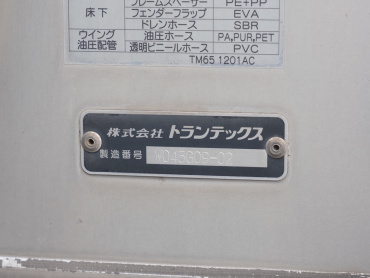 床下 フレームスペーサー PE+PP
フェンダーフラップ EVA
ドレンホース SBR
ウイング 油圧ホース PA,PUR,PET
油圧配管 透明ビニールホース PVC
TM65 1201AC
株式会社 トランテックス
製造番号